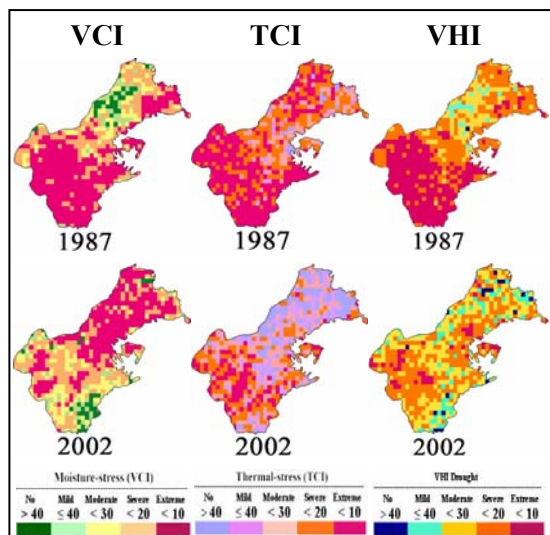 VCI TCI VHI
1987 1987 1987
2002 2002 2002
Moisture-stress (VCI) Thermal-stress (TCI) VHI Drought
No Mild Moderate Severe Extreme No Mild Moderate Severe Extreme No Mild Moderate Severe Extreme
> 40 ≤ 40 < 30 < 20 < 10 > 40 ≤ 40 < 30 < 20 < 10 > 40 ≤ 40 < 30 < 20 < 10